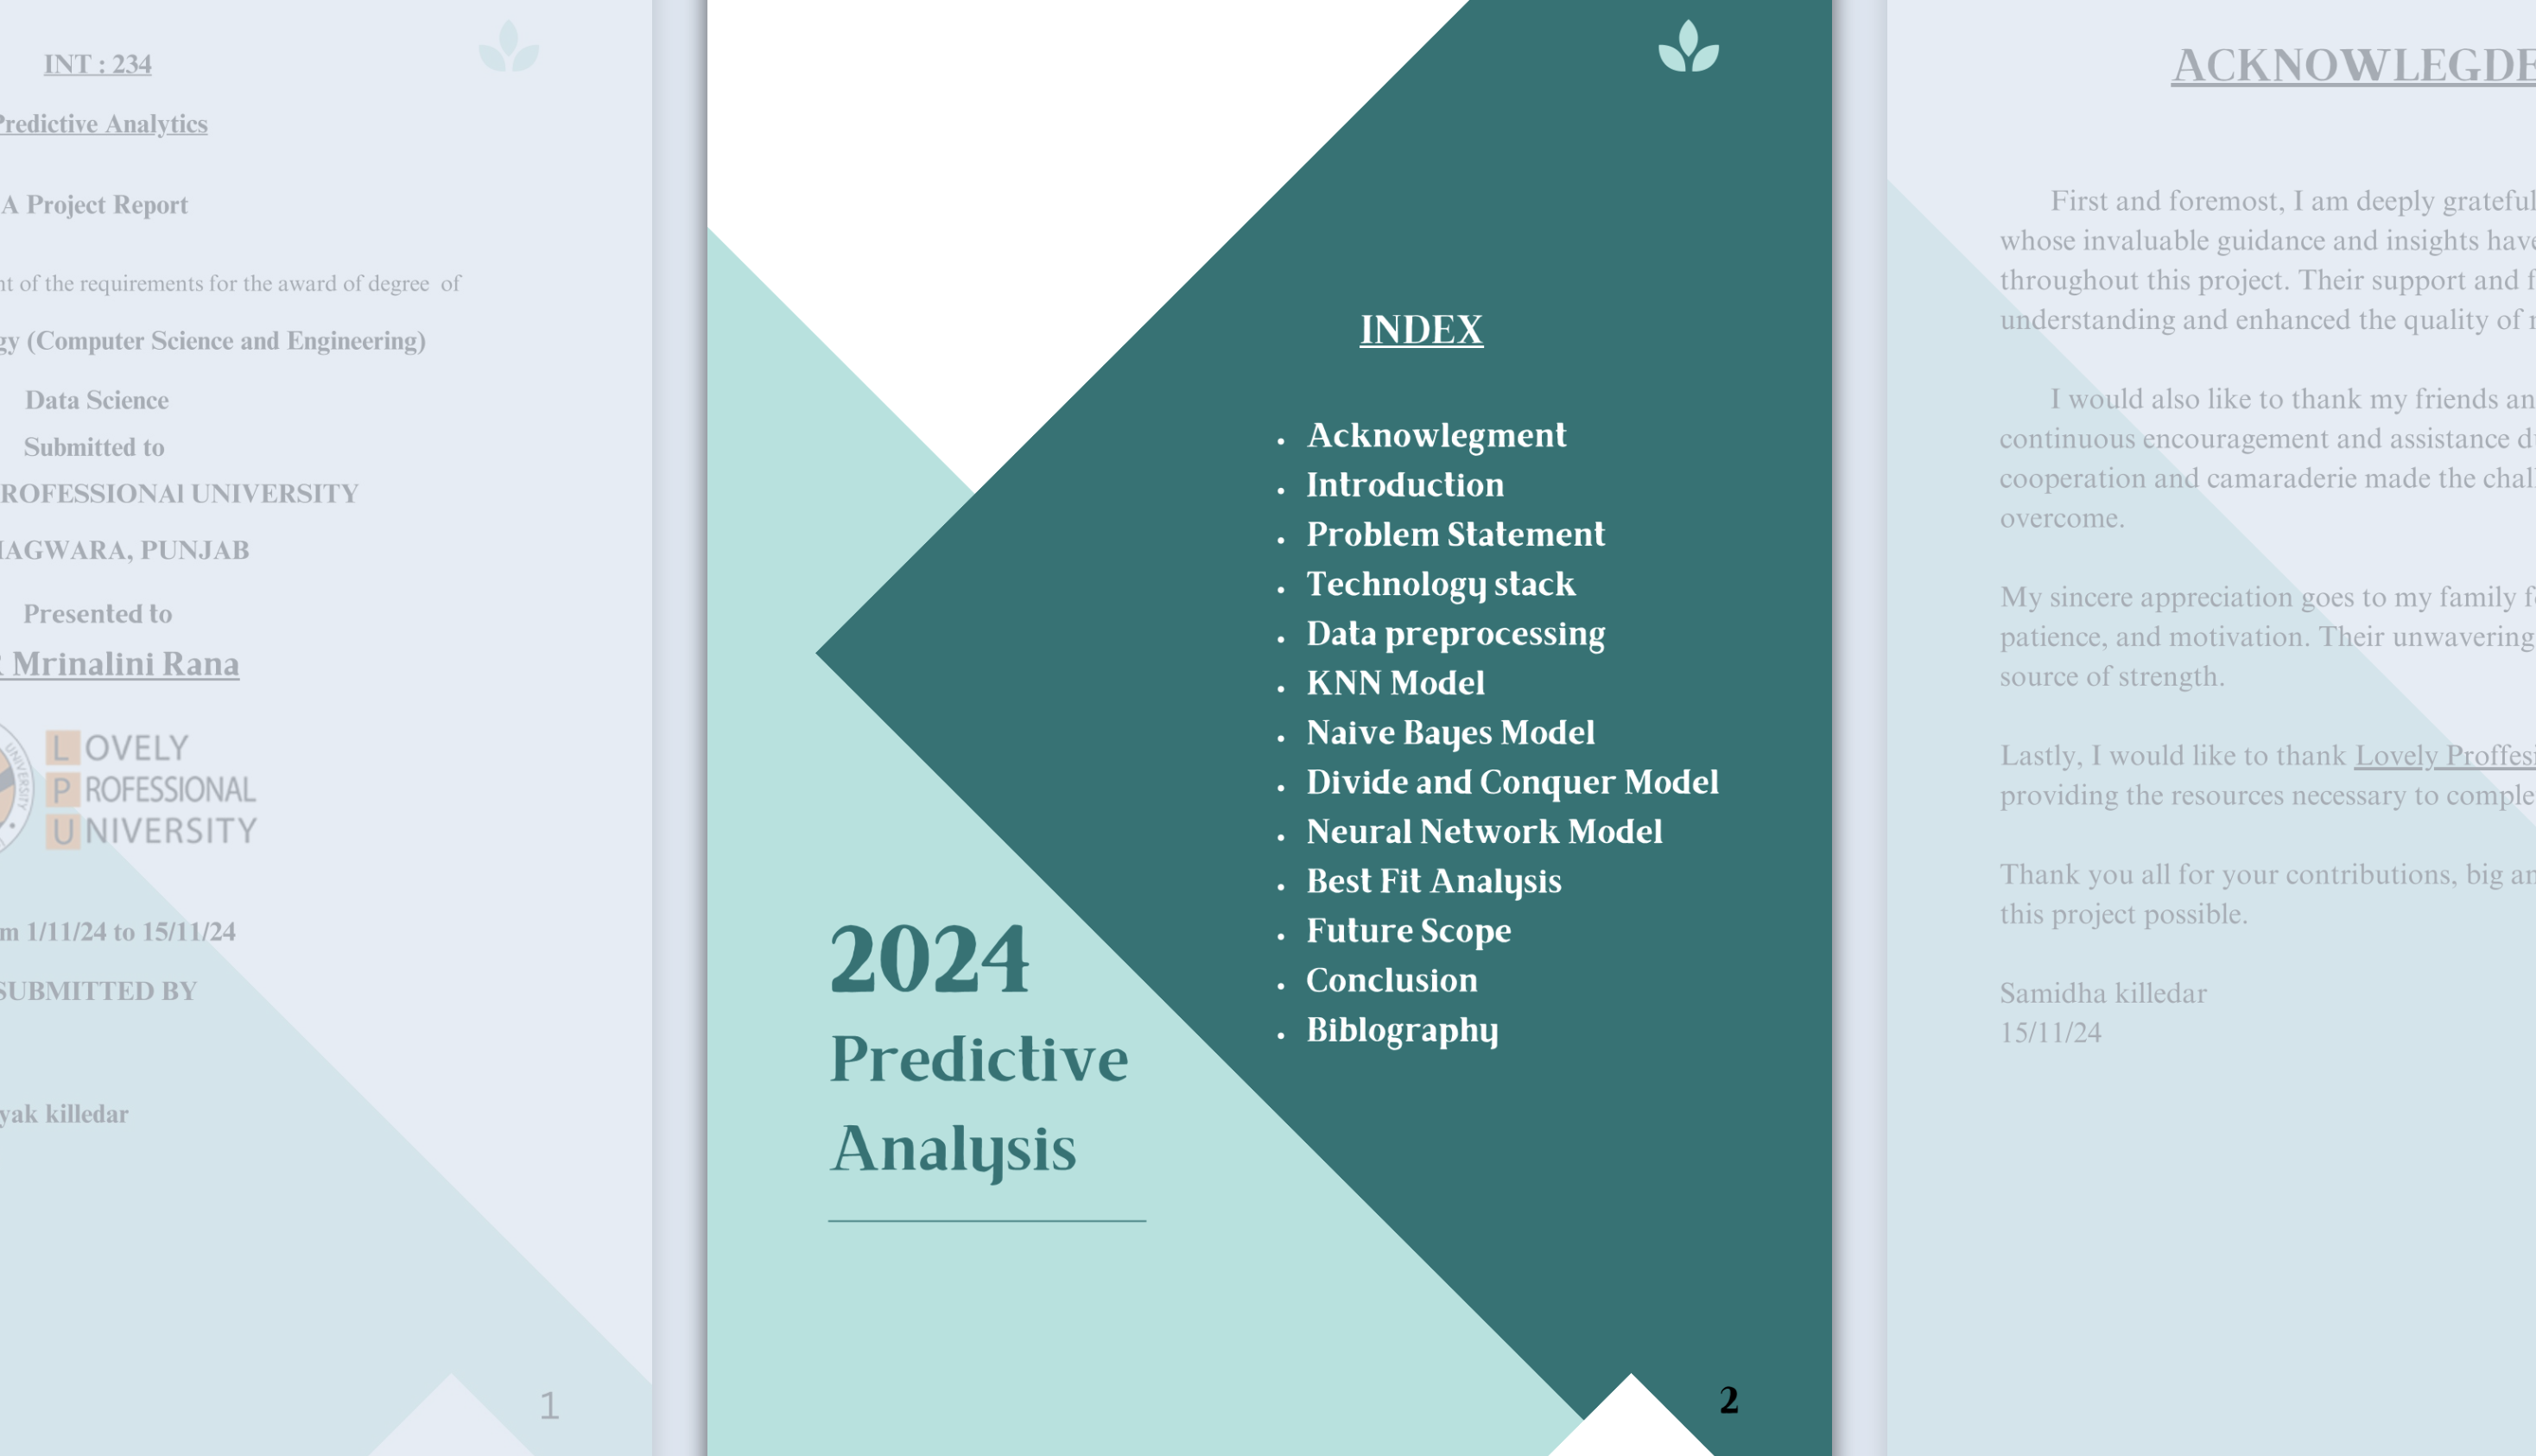 INT : 234
Predictive Analytics
A Project Report
of the requirements for the award of degree of
(Computer Science and Engineering)
Data Science
Submitted to
ROFESSIONAl UNIVERSITY
AGWARA, PUNJAB
Presented to
Mrinalini Rana
UNIVERSITY
LOVELY
PROFESSIONAL
UNIVERSITY
1/11/24 to 15/11/24
SUBMITTED BY
killedar
1
INDEX
• Acknowlegment
• Introduction
• Problem Statement
• Technology stack
• Data preprocessing
• KNN Model
• Naive Bayes Model
• Divide and Conquer Model
• Neural Network Model
• Best Fit Analysis
• Future Scope
• Conclusion
• Biblography
2024
Predictive
Analysis
2
ACKNOWLEGDE
First and foremost, I am deeply grateful
whose invaluable guidance and insights have
throughout this project. Their support and
understanding and enhanced the quality of
I would also like to thank my friends an
continuous encouragement and assistance
cooperation and camaraderie made the
overcome.
My sincere appreciation goes to my family
patience, and motivation. Their unwavering
source of strength.
Lastly, I would like to thank Lovely Proffesi
providing the resources necessary to comple
Thank you all for your contributions, big an
this project possible.
Samidha killedar
15/11/24